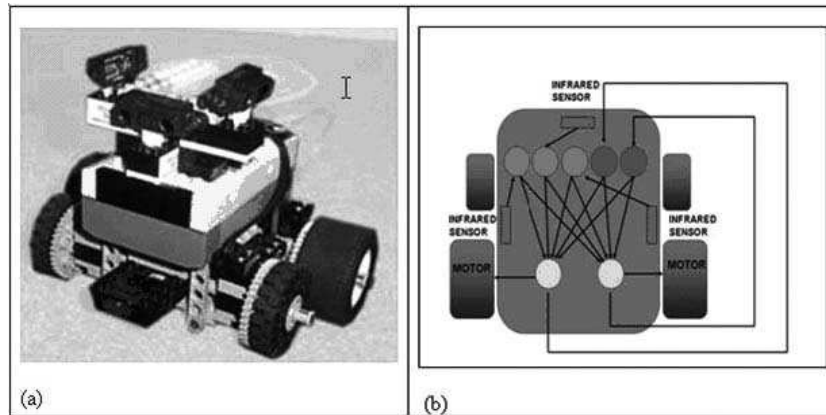 INFRARED
SENSOR
INFRARED
SENSOR
INFRARED
SENSOR
MOTOR
MOTOR
(a)
(b)